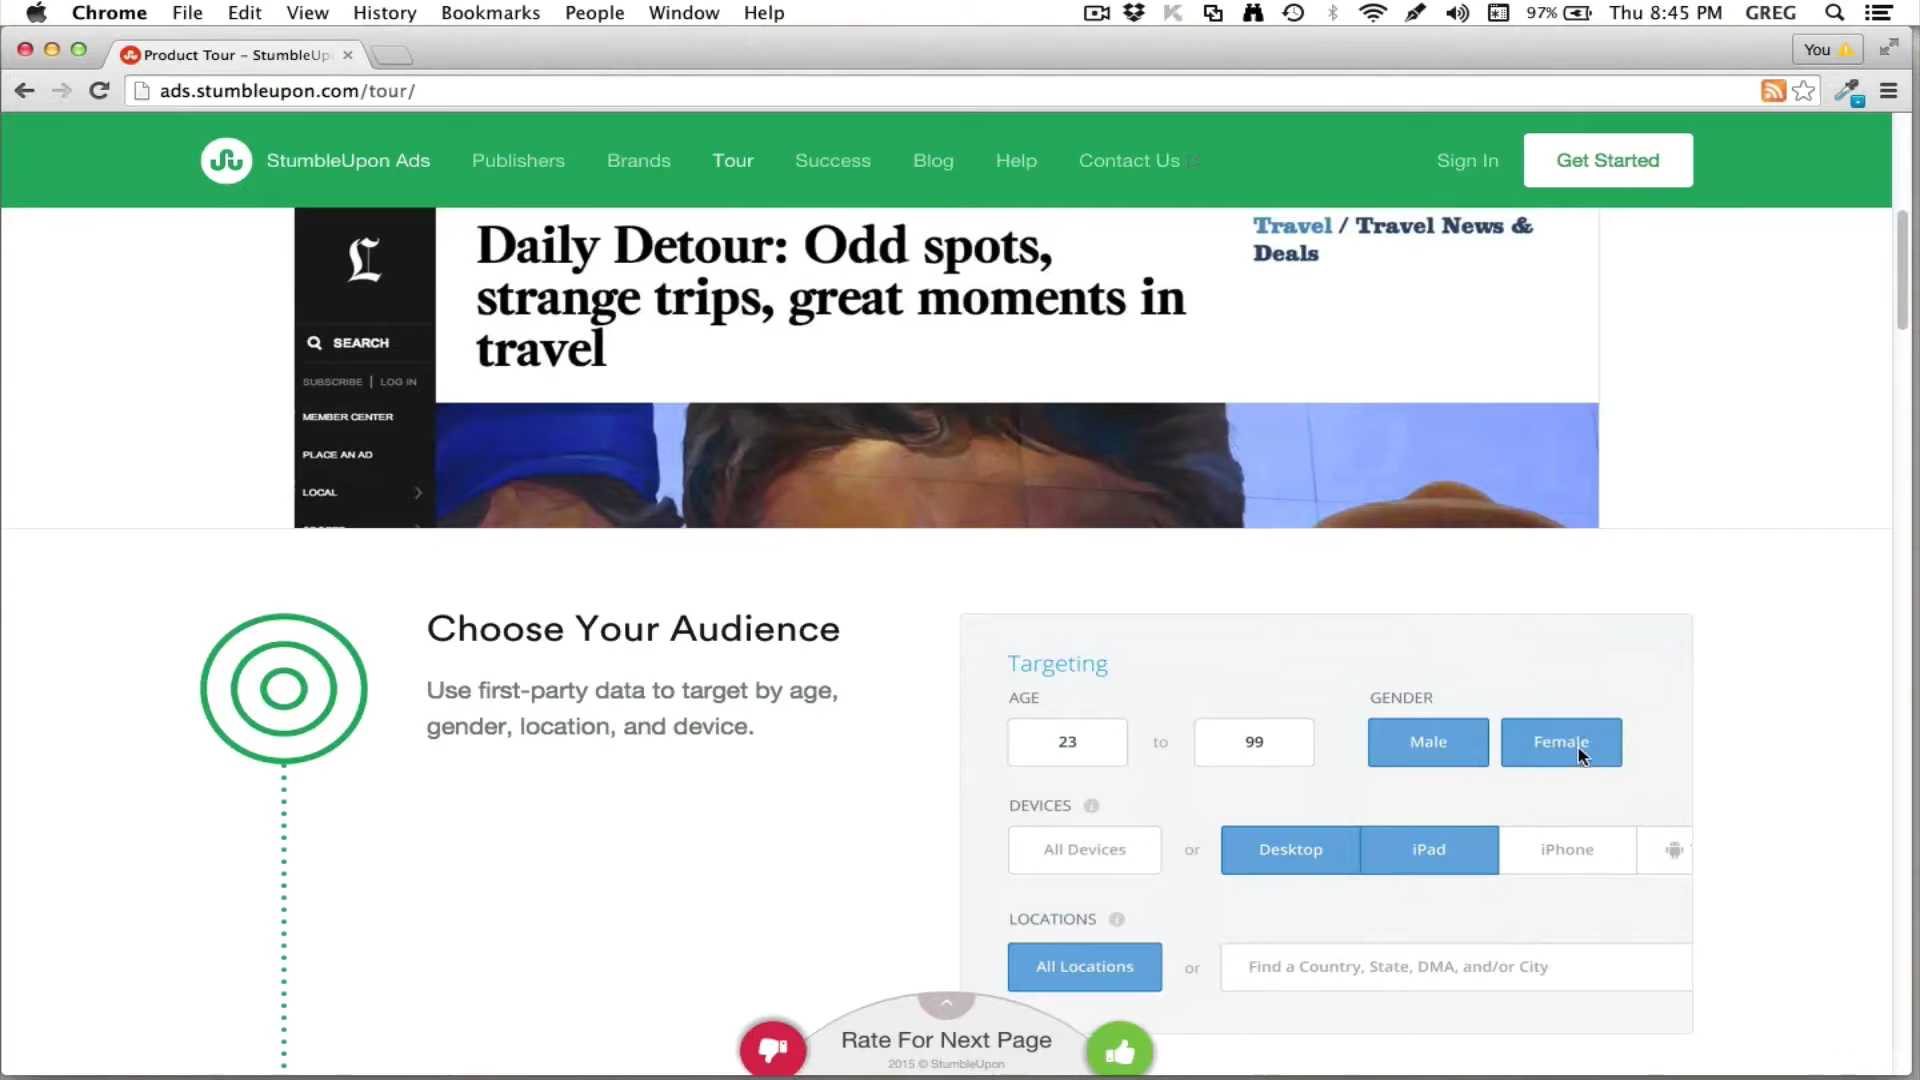 Chrome File Edit View History Bookmarks People Window Help 97% Thu 8:45 PM GREG
Product Tour – StumbleUp You
ads.stumbleupon.com/tour/
StumbleUpon Ads Publishers Brands Tour Success Blog Help Contact Us Sign In Get Started
Daily Detour: Odd spots,
strange trips, great moments in
travel
Travel / Travel News &
Deals
SEARCH
SUBSCRIBE | LOG IN
MEMBER CENTER
PLACE AN AD
LOCAL
Choose Your Audience
Use first-party data to target by age,
gender, location, and device.
Targeting
AGE GENDER
23 to 99 Male Female
DEVICES
All Devices or Desktop iPad iPhone
LOCATIONS
All Locations or Find a Country, State, DMA, and/or City
Rate For Next Page
2015 © StumbleUpon